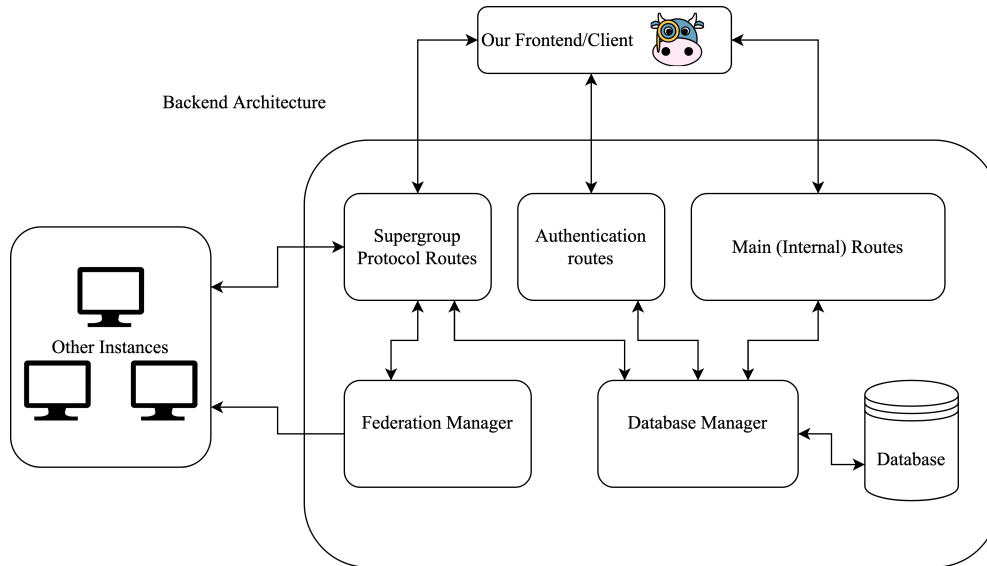 Our Frontend/Client
Backend Architecture
Supergroup
Protocol Routes
Authentication
routes
Main (Internal) Routes
Other Instances
Federation Manager
Database Manager
Database